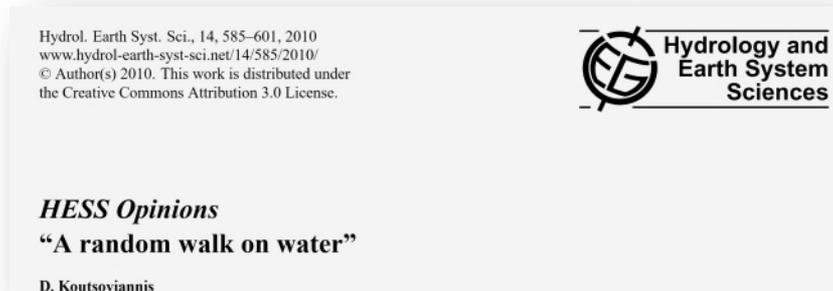 Hydrol. Earth Syst. Sci., 14, 585–601, 2010
www.hydrol-earth-syst-sci.net/14/585/2010/
© Author(s) 2010. This work is distributed under
the Creative Commons Attribution 3.0 License.
EG
Hydrology and
Earth System
Sciences
HESS Opinions
“A random walk on water”
D. Koutsoyiannis